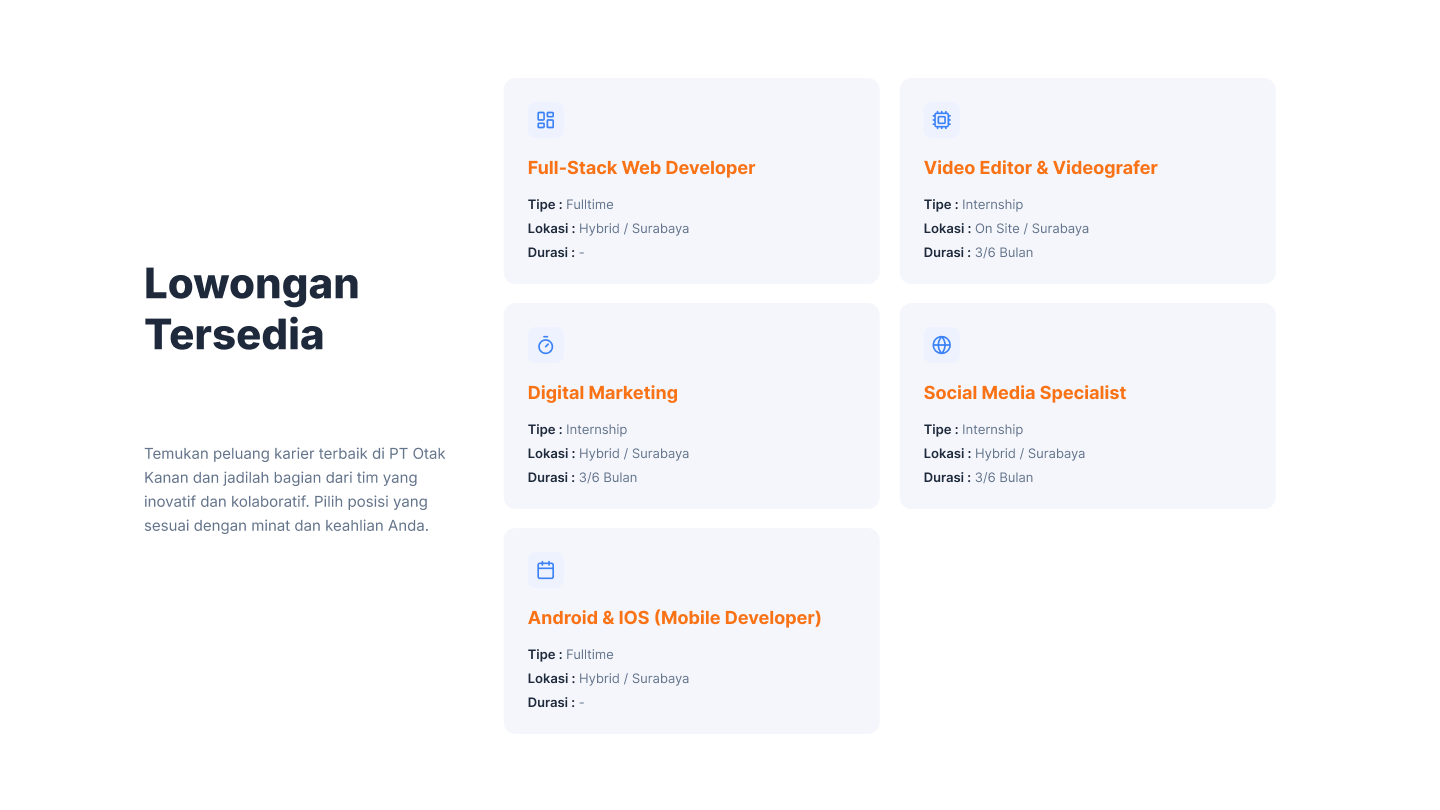 Lowongan
Tersedia
Temukan peluang karier terbaik di PT Otak
Kanan dan jadilah bagian dari tim yang
inovatif dan kolaboratif. Pilih posisi yang
sesuai dengan minat dan keahlian Anda.
Full-Stack Web Developer
Tipe : Fulltime
Lokasi : Hybrid / Surabaya
Durasi : -
Video Editor & Videografer
Tipe : Internship
Lokasi : On Site / Surabaya
Durasi : 3/6 Bulan
Digital Marketing
Tipe : Internship
Lokasi : Hybrid / Surabaya
Durasi : 3/6 Bulan
Social Media Specialist
Tipe : Internship
Lokasi : Hybrid / Surabaya
Durasi : 3/6 Bulan
Android & IOS (Mobile Developer)
Tipe : Fulltime
Lokasi : Hybrid / Surabaya
Durasi : -